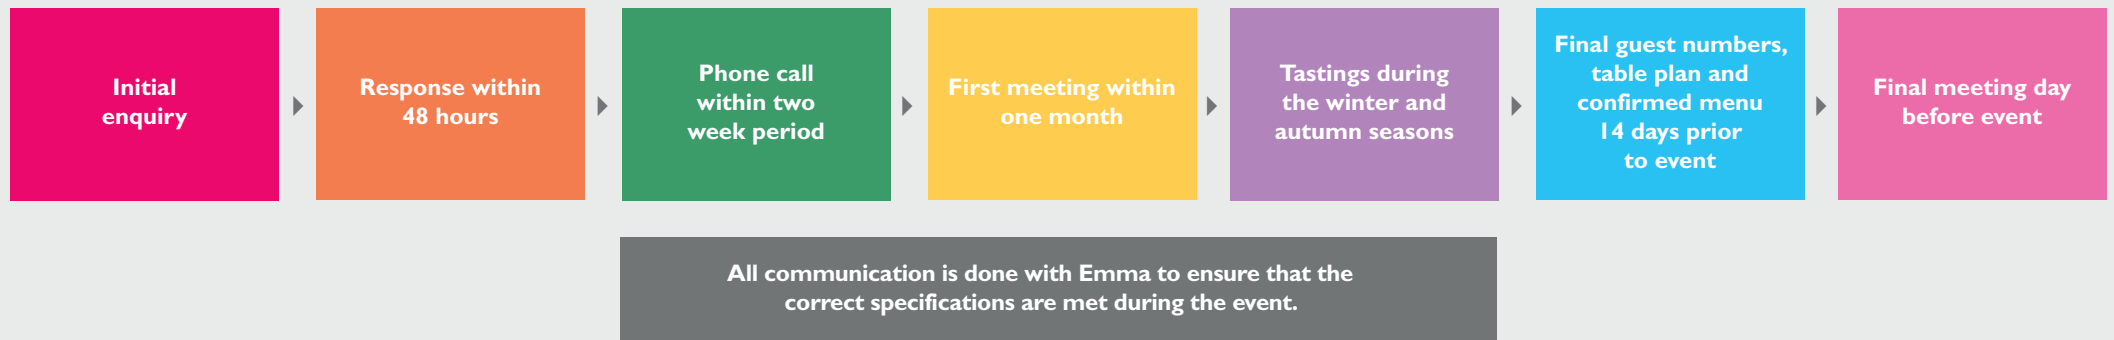 Initial
enquiry
Response within
48 hours
Phone call
within two
week period
First meeting within
one month
Tastings during
the winter and
autumn seasons
Final guest numbers,
table plan and
confirmed menu
14 days prior
to event
Final meeting day
before event
All communication is done with Emma to ensure that the
correct specifications are met during the event.